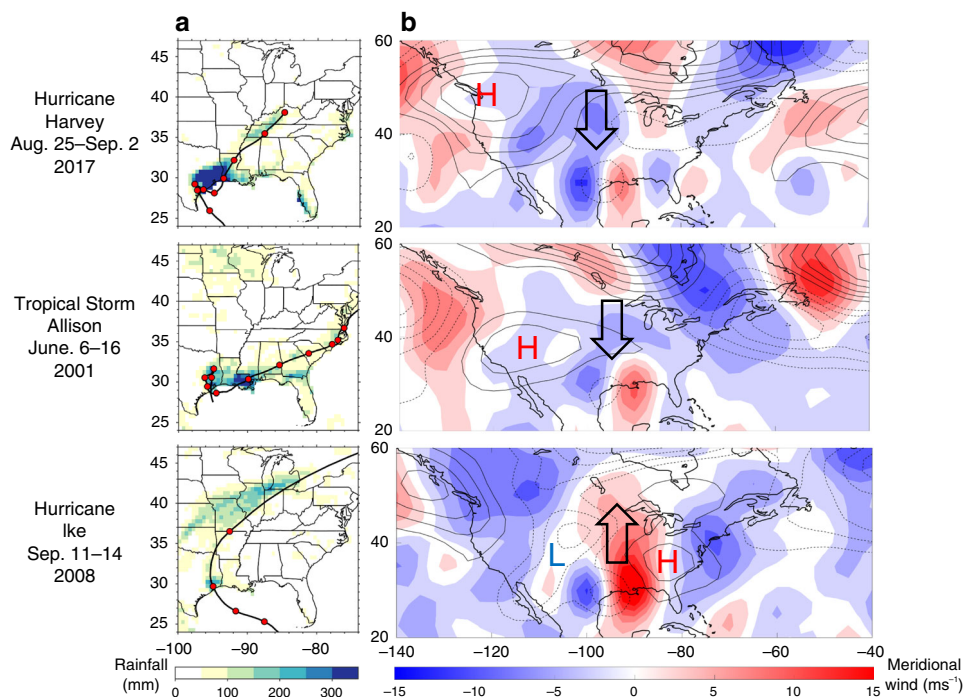 a
b
Hurricane
Harvey
Aug. 25–Sep. 2
2017
45
40
35
30
25
60
40
20
H
Tropical Storm
Allison
June. 6–16
2001
45
40
35
30
25
60
40
20
H
Hurricane
Ike
Sep. 11–14
2008
45
40
35
30
25
60
40
20
L
H
−100 −90 −80
−140 −120 −100 −80 −60 −40
Rainfall
(mm)
0 100 200 300
−15 −10 −5 0 5 10 15
Meridional
wind (ms⁻¹)